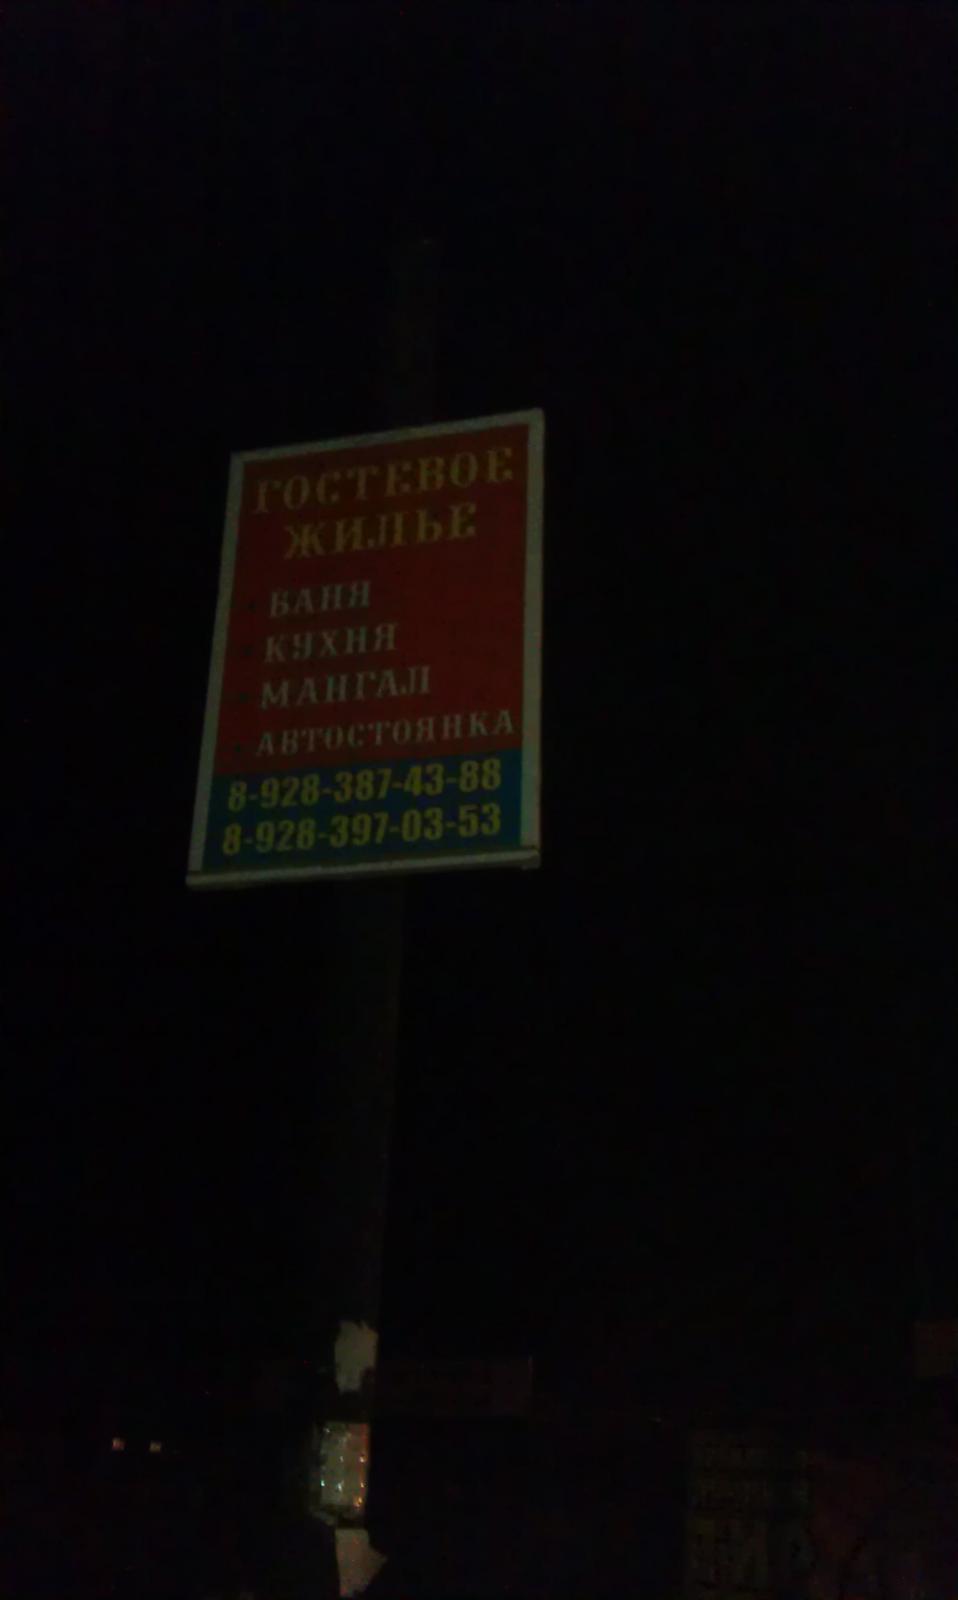 ГОСТЕВОЕ
ЖИЛЬЕ
· БАНЯ
· КУХНЯ
· МАНГАЛ
· АВТОСТОЯНКА
8-928-387-43-88
8-928-397-03-53